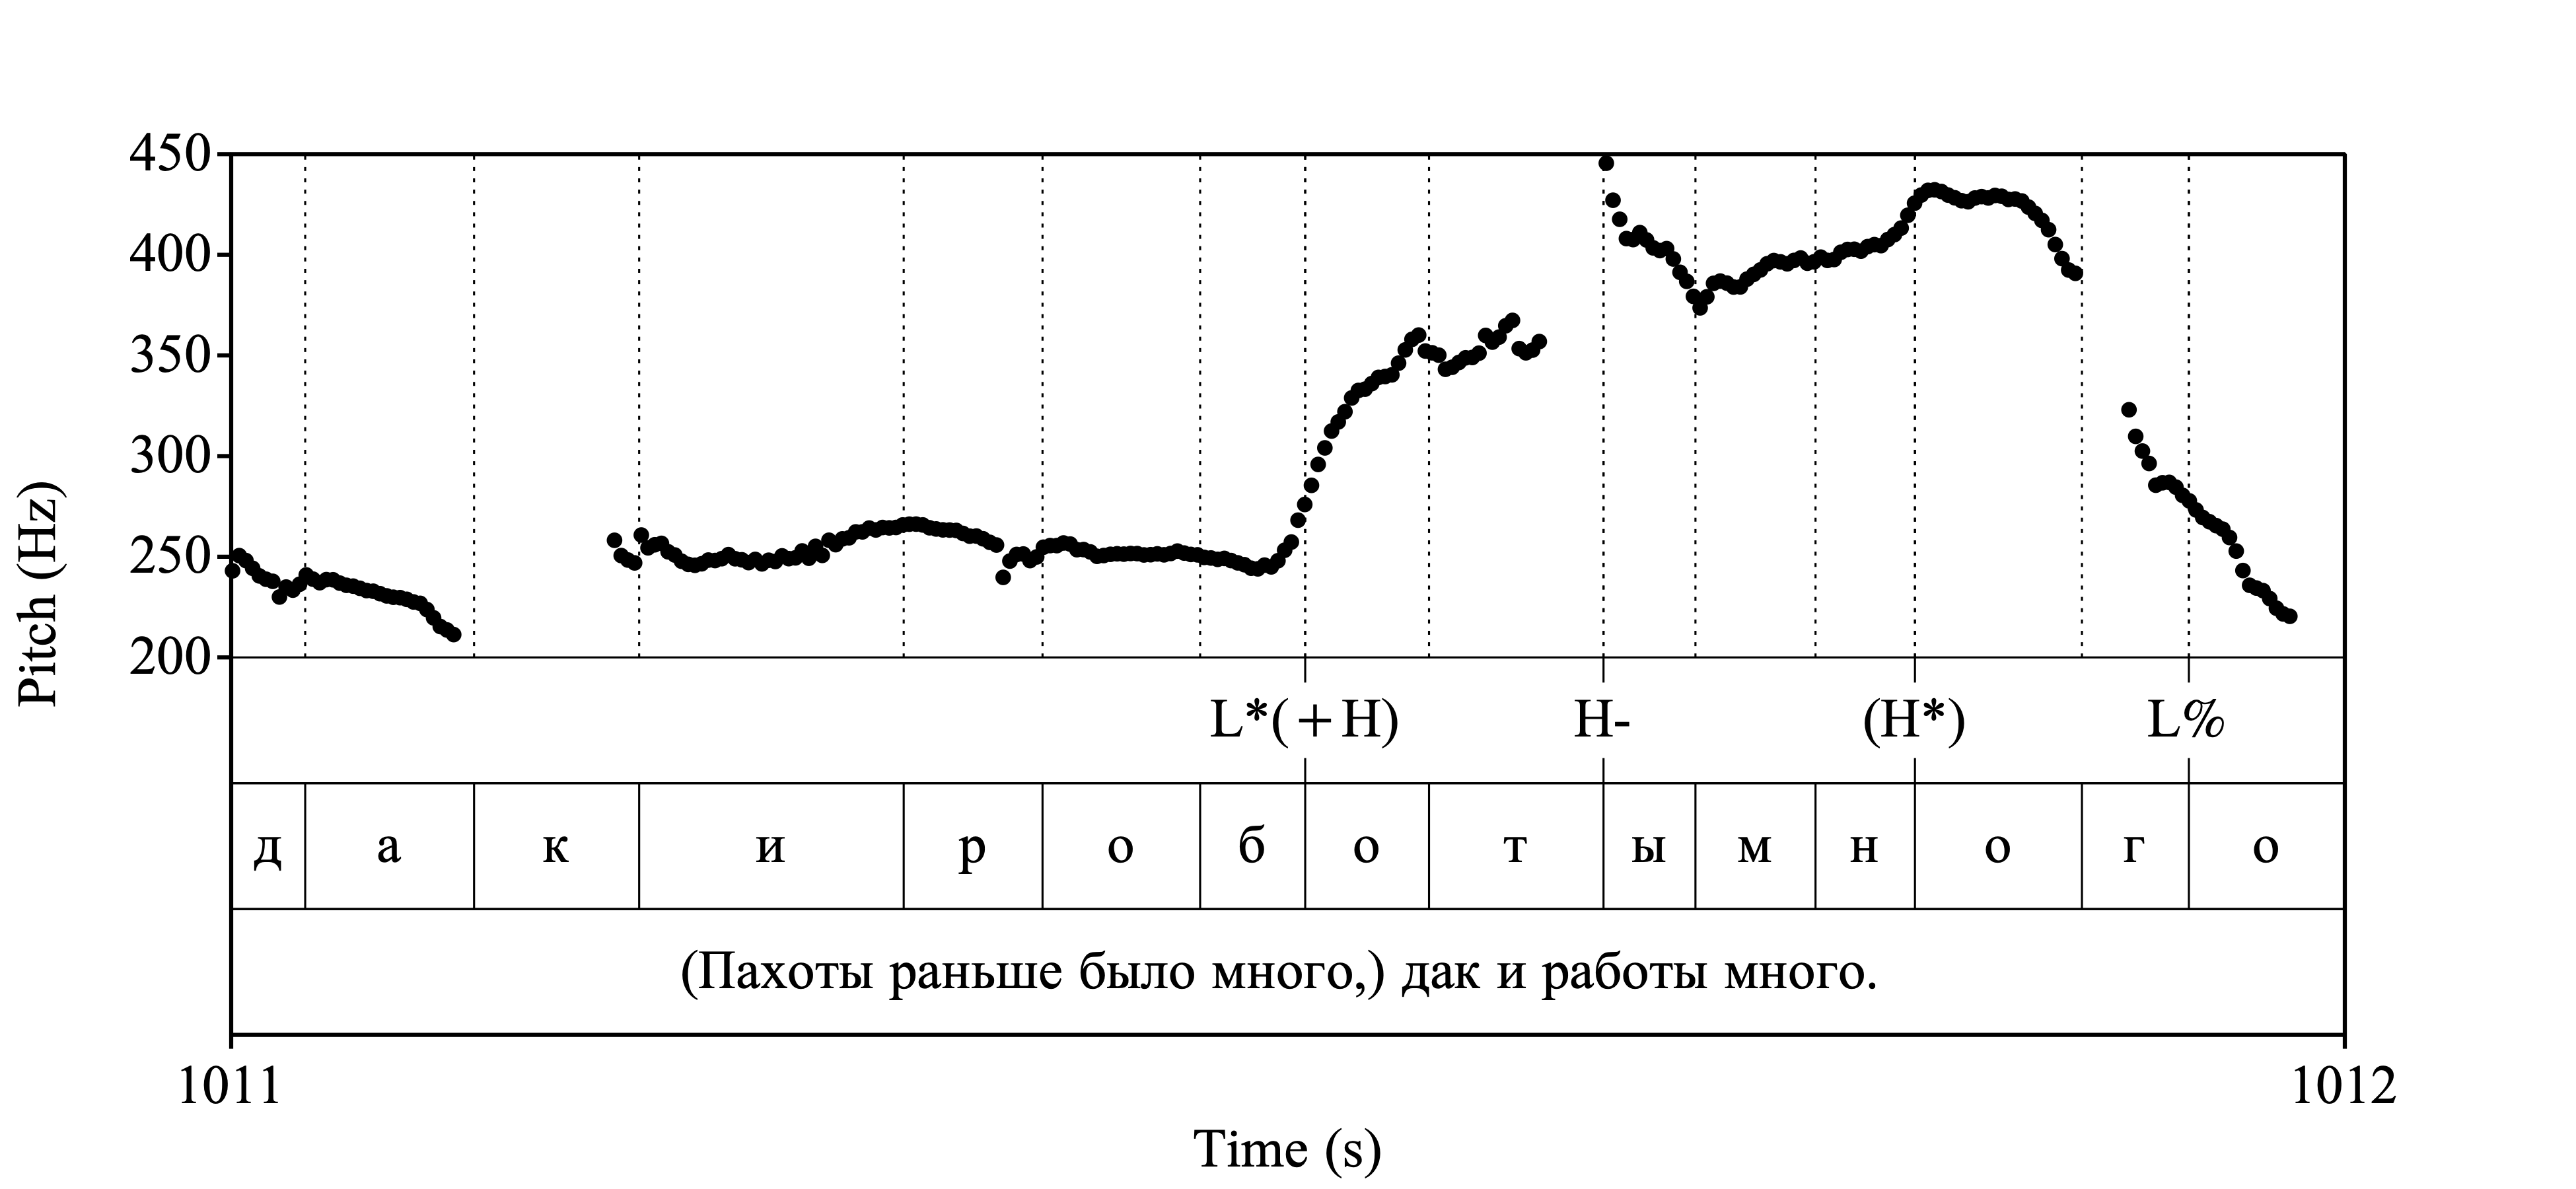 450
400
350
300
250
200
Pitch (Hz)
L*(+H) H- (H*) L%
д а к и р о б о т ы м н о г о
(Пахоты раньше было много,) дак и работы много.
1011 1012
Time (s)